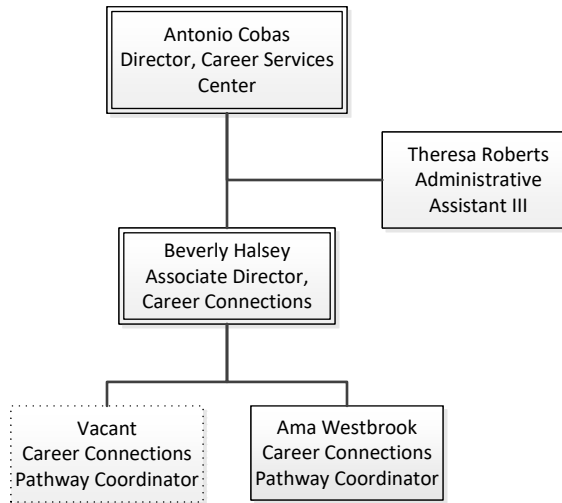 Antonio Cobas
Director, Career Services
Center
Theresa Roberts
Administrative
Assistant III
Beverly Halsey
Associate Director,
Career Connections
Vacant
Career Connections
Pathway Coordinator
Ama Westbrook
Career Connections
Pathway Coordinator